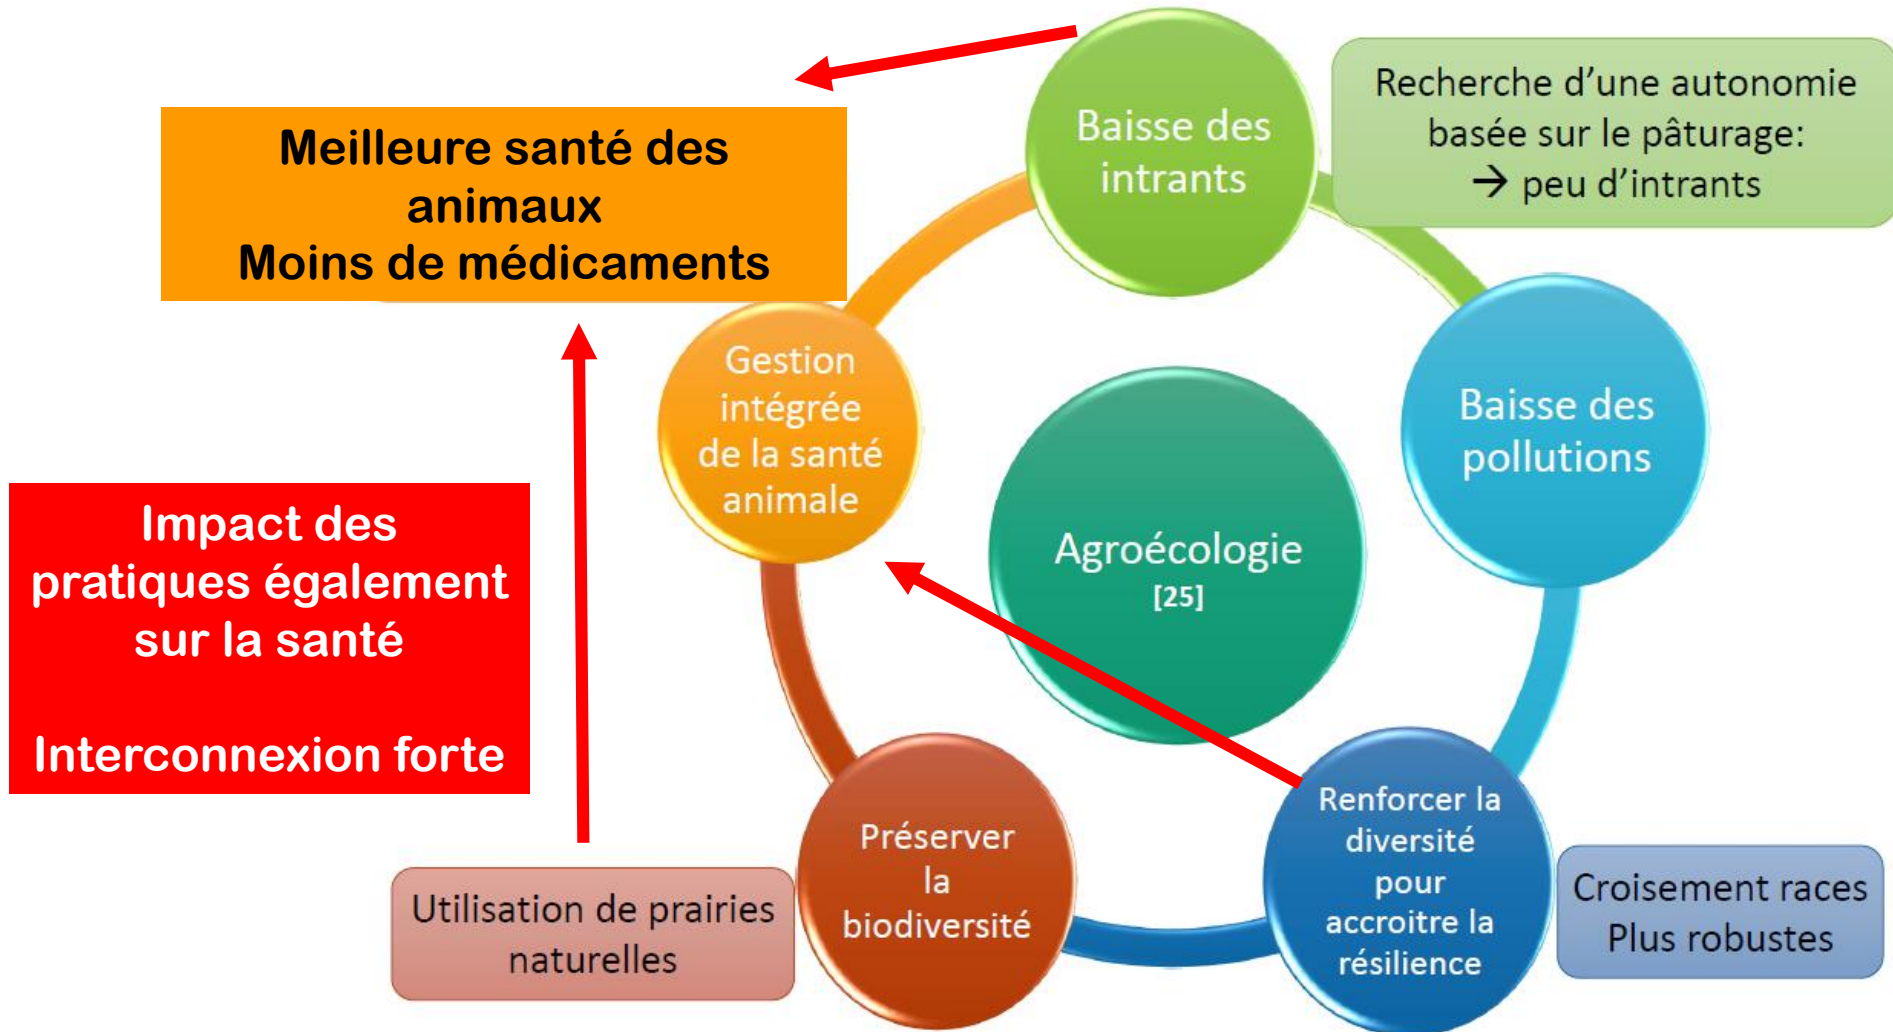 Baisse des
intrants
Recherche d'une autonomie
basée sur le pâturage:
→ peu d'intrants
Meilleure santé des
animaux
Moins de médicaments
Gestion
intégrée
de la santé
animale
Baisse des
pollutions
Agroécologie
[25]
Impact des
pratiques également
sur la santé
Interconnexion forte
Préserver
la
biodiversité
Renforcer la
diversité
pour
accroitre la
résilience
Utilisation de prairies
naturelles
Croisement races
Plus robustes